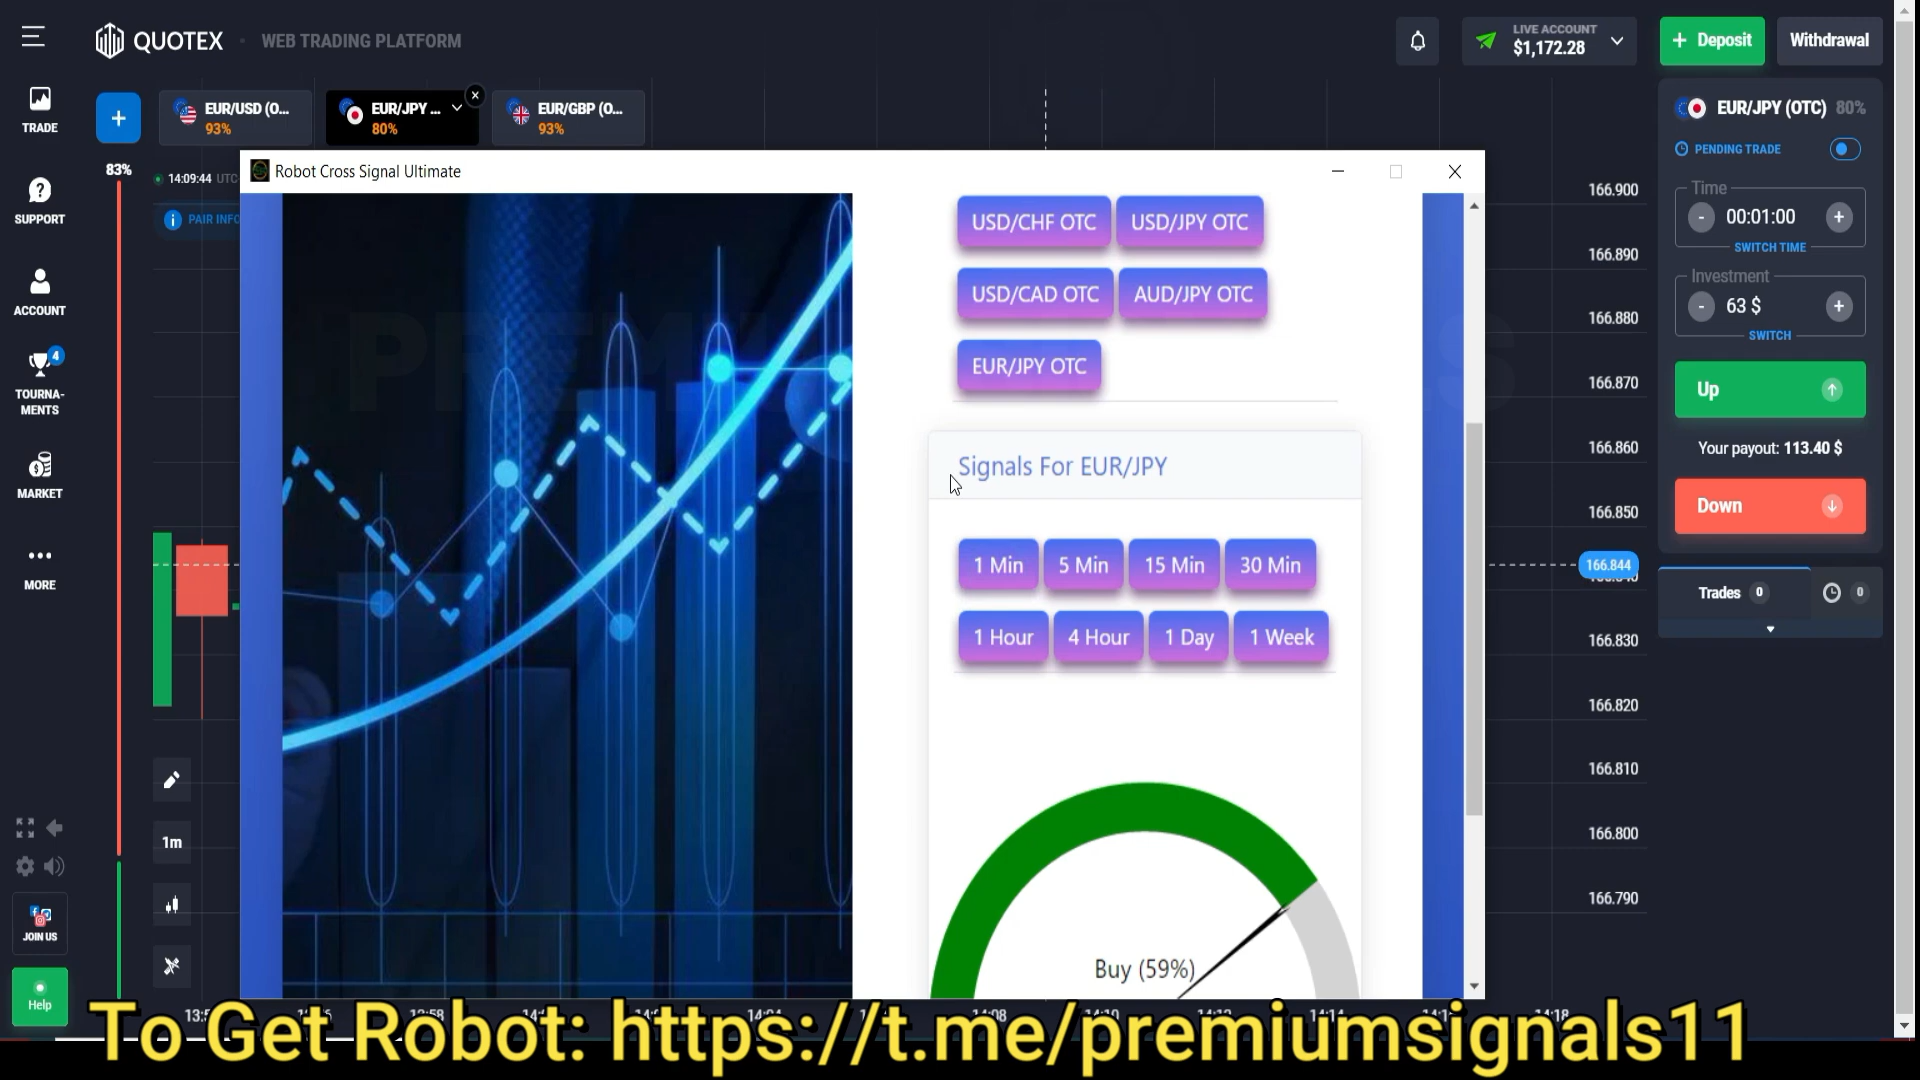 QUOTEX
WEB TRADING PLATFORM
LIVE ACCOUNT
$1,172.28
+ Deposit
Withdrawal
TRADE
SUPPORT
ACCOUNT
4
TOURNA-
MENTS
MARKET
MORE
JOIN US
Help
+
EUR/USD (O...
93%
EUR/JPY ...
80%
EUR/GBP (O...
93%
83%
14:09:44 UTC
PAIR INFO
1m
Robot Cross Signal Ultimate
USD/CHF OTC
USD/JPY OTC
USD/CAD OTC
AUD/JPY OTC
EUR/JPY OTC
Signals For EUR/JPY
1 Min
5 Min
15 Min
30 Min
1 Hour
4 Hour
1 Day
1 Week
Buy (59%)
166.900
166.890
166.880
166.870
166.860
166.850
166.844
166.830
166.820
166.810
166.800
166.790
EUR/JPY (OTC) 80%
PENDING TRADE
Time
- 00:01:00 +
SWITCH TIME
Investment
- 63 $ +
SWITCH
Up
Your payout: 113.40 $
Down
Trades 0
0
To Get Robot: https://t.me/premiumsignals11